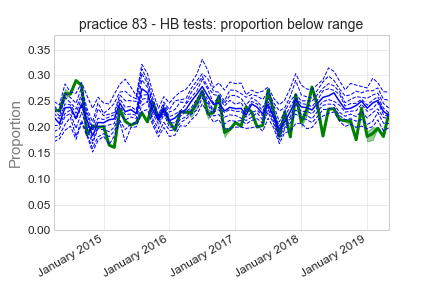 practice 83 - HB tests: proportion below range
Proportion
0.35
0.30
0.25
0.20
0.15
0.10
0.05
0.00
January 2015
January 2016
January 2017
January 2018
January 2019